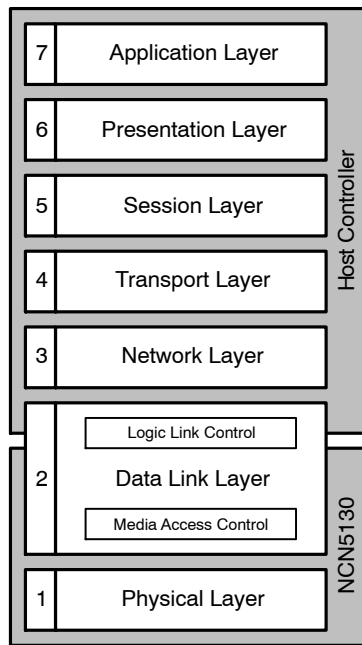 7 Application Layer
6 Presentation Layer
5 Session Layer
4 Transport Layer
3 Network Layer
Host Controller
Logic Link Control
2 Data Link Layer
Media Access Control
1 Physical Layer
NCN5130